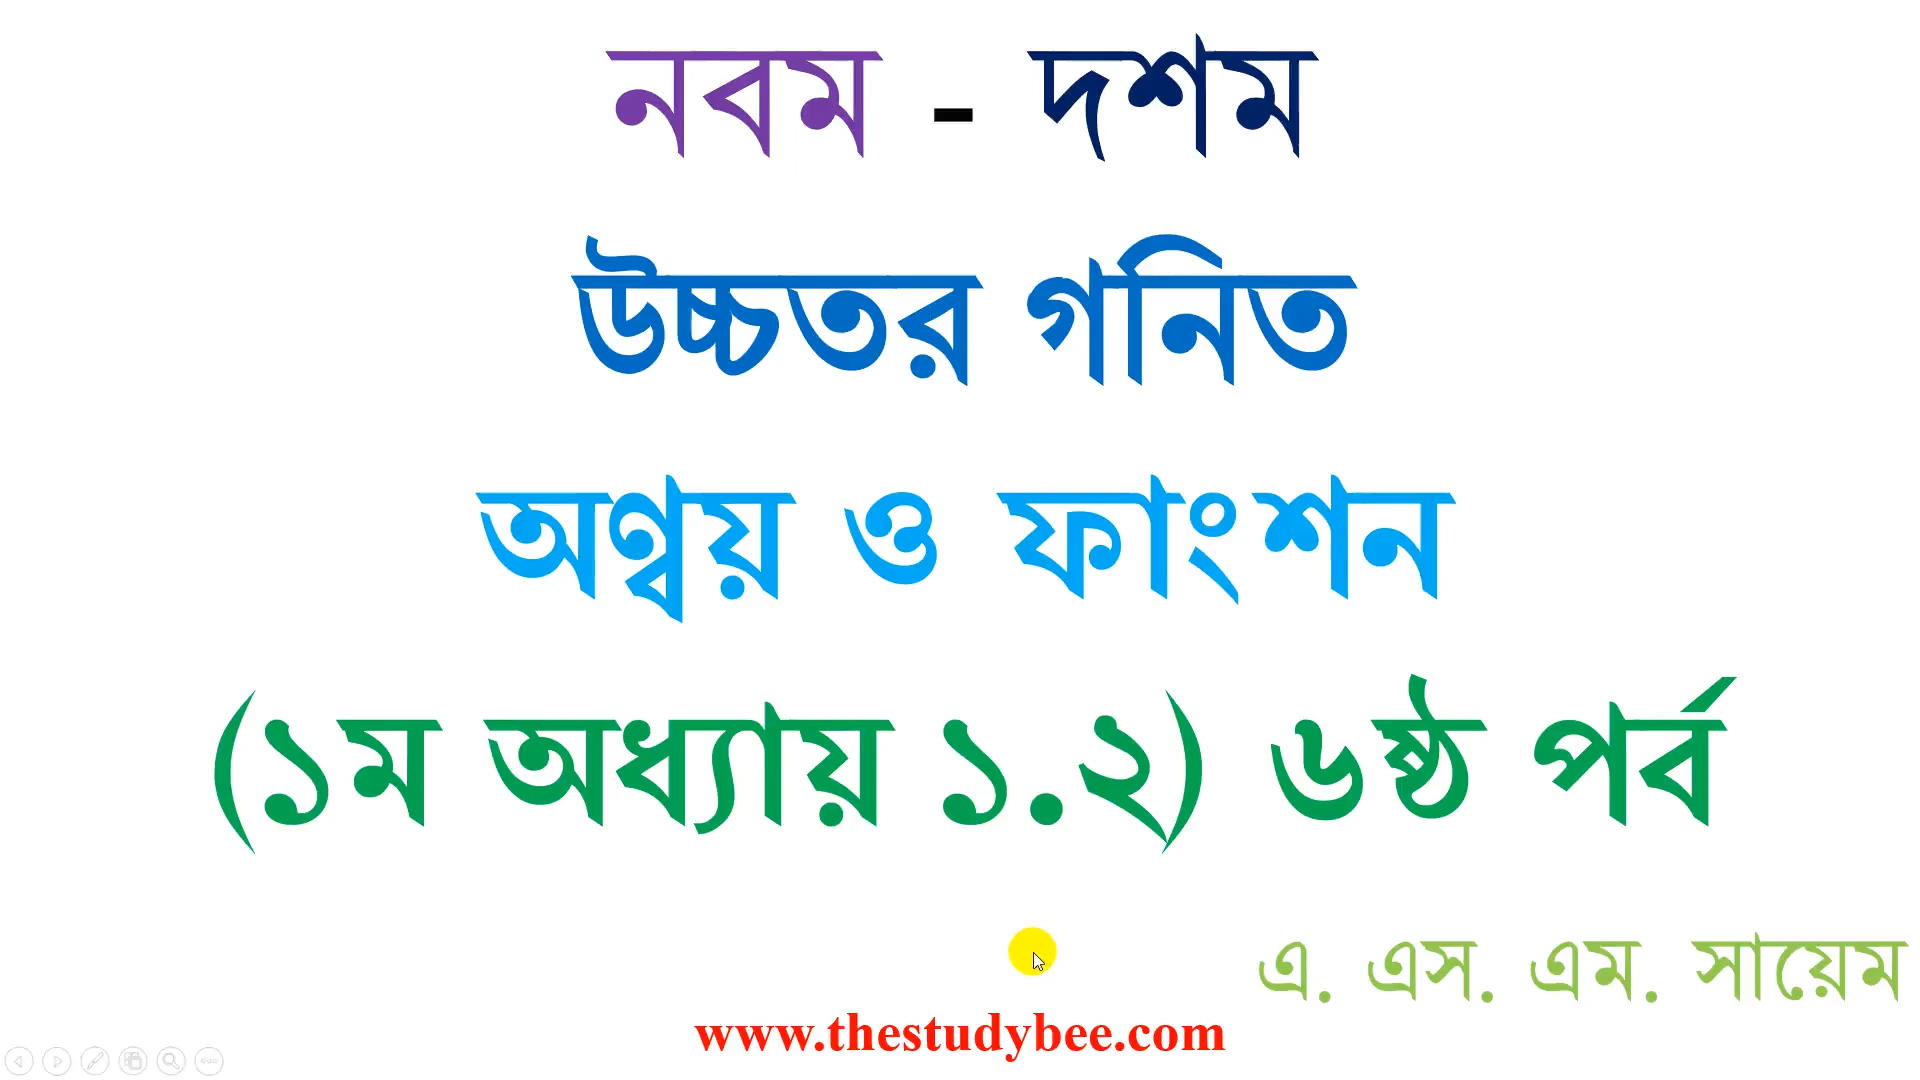 নবম - দশম
উচ্চতর গনিত
অণ্বয় ও ফাংশন
(১ম অধ্যায় ১.২) ৬ষ্ঠ পর্ব
এ. এস. এম. সায়েম
www.thestudybee.com